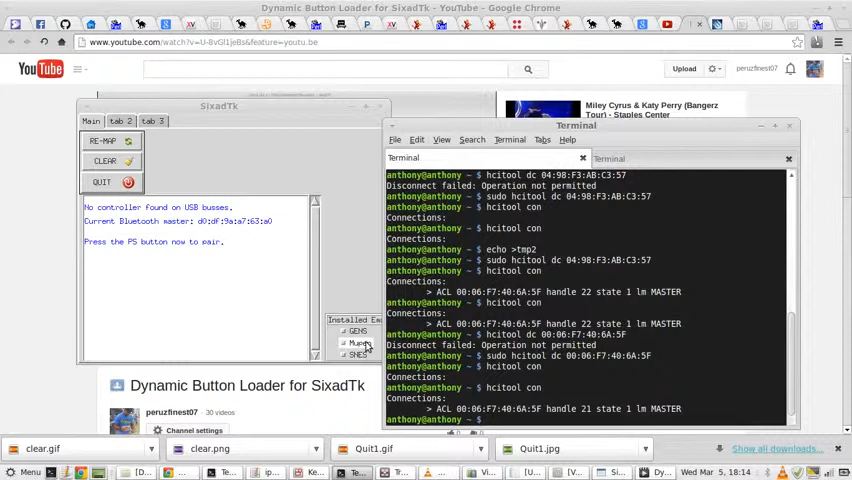 Dynamic Button Loader for SixadTk - YouTube - Google Chrome
www.youtube.com/watch?v=U-8vGl1jeBs&feature=youtu.be
YouTube
Upload
peruzfinest07
Miley Cyrus & Katy Perry (Bangerz
Tour) - Staples Center
SixadTk
Main
tab 2
tab 3
RE-MAP
CLEAR
QUIT
No controller found on USB busses.
Current Bluetooth master: d0:df:9a:a7:63:a0
Press the PS button now to pair.
GENS
SNES
Terminal
File Edit View Search Terminal Tabs Help
Terminal
Terminal
anthony@anthony ~ $ hcitool dc 04:98:F3:AB:C3:57
Disconnect failed: Operation not permitted
anthony@anthony ~ $ sudo hcitool dc 04:98:F3:AB:C3:57
anthony@anthony ~ $ hcitool con
Connections:
anthony@anthony ~ $ hcitool con
Connections:
anthony@anthony ~ $ echo >tmp2
anthony@anthony ~ $ sudo hcitool dc 04:98:F3:AB:C3:57
anthony@anthony ~ $ hcitool con
Connections:
> ACL 00:06:F7:40:6A:5F handle 22 state 1 lm MASTER
anthony@anthony ~ $ hcitool con
Connections:
> ACL 00:06:F7:40:6A:5F handle 22 state 1 lm MASTER
anthony@anthony ~ $ hcitool dc 00:06:F7:40:6A:5F
Disconnect failed: Operation not permitted
anthony@anthony ~ $ sudo hcitool dc 00:06:F7:40:6A:5F
anthony@anthony ~ $ hcitool con
Connections:
anthony@anthony ~ $ hcitool con
Connections:
> ACL 00:06:F7:40:6A:5F handle 21 state 1 lm MASTER
anthony@anthony ~ $
Dynamic Button Loader for SixadTk
peruzfinest07 · 30 videos
Channel settings
clear.gif
clear.png
Quit1.gif
Quit1.jpg
Show all downloads...
Menu
Wed Mar 5, 18:14